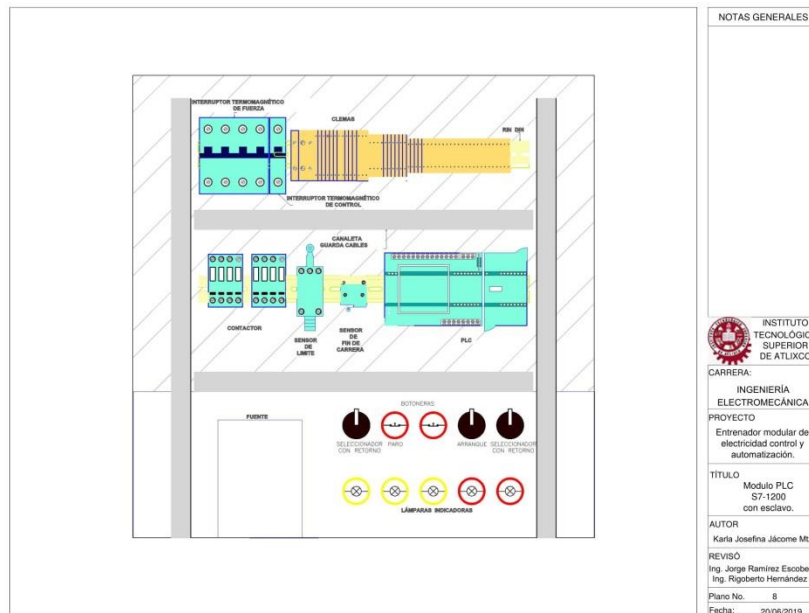 NOTAS GENERALES
INTERRUPTOR TERMOMAGNÉTICO
DE FUERZA
CLEMAS
RIN DIN
INTERRUPTOR TERMOMAGNÉTICO
DE CONTROL
CANALETA
GUARDA CABLES
CONTACTOR
SENSOR
DE
LIMITE
SENSOR
DE
FIN DE
CARRERA
PLC
FUENTE
BOTONERAS
SELECCIONADOR
CON RETORNO
PARO
ARRANQUE
SELECCIONADOR
CON RETORNO
LÁMPARAS INDICADORAS
INSTITUTO
TECNOLÓGIC
SUPERIOR
DE ATLIXCO
CARRERA:
INGENIERÍA
ELECTROMECÁNICA
PROYECTO
Entrenador modular de
electricidad control y
automatización.
TÍTULO
Modulo PLC
S7-1200
con esclavo.
AUTOR
Karla Josefina Jácome Mt
REVISÓ
Ing. Jorge Ramírez Escobe
Ing. Rigoberto Hernández
Plano No. 8
Fecha: 20/06/2019